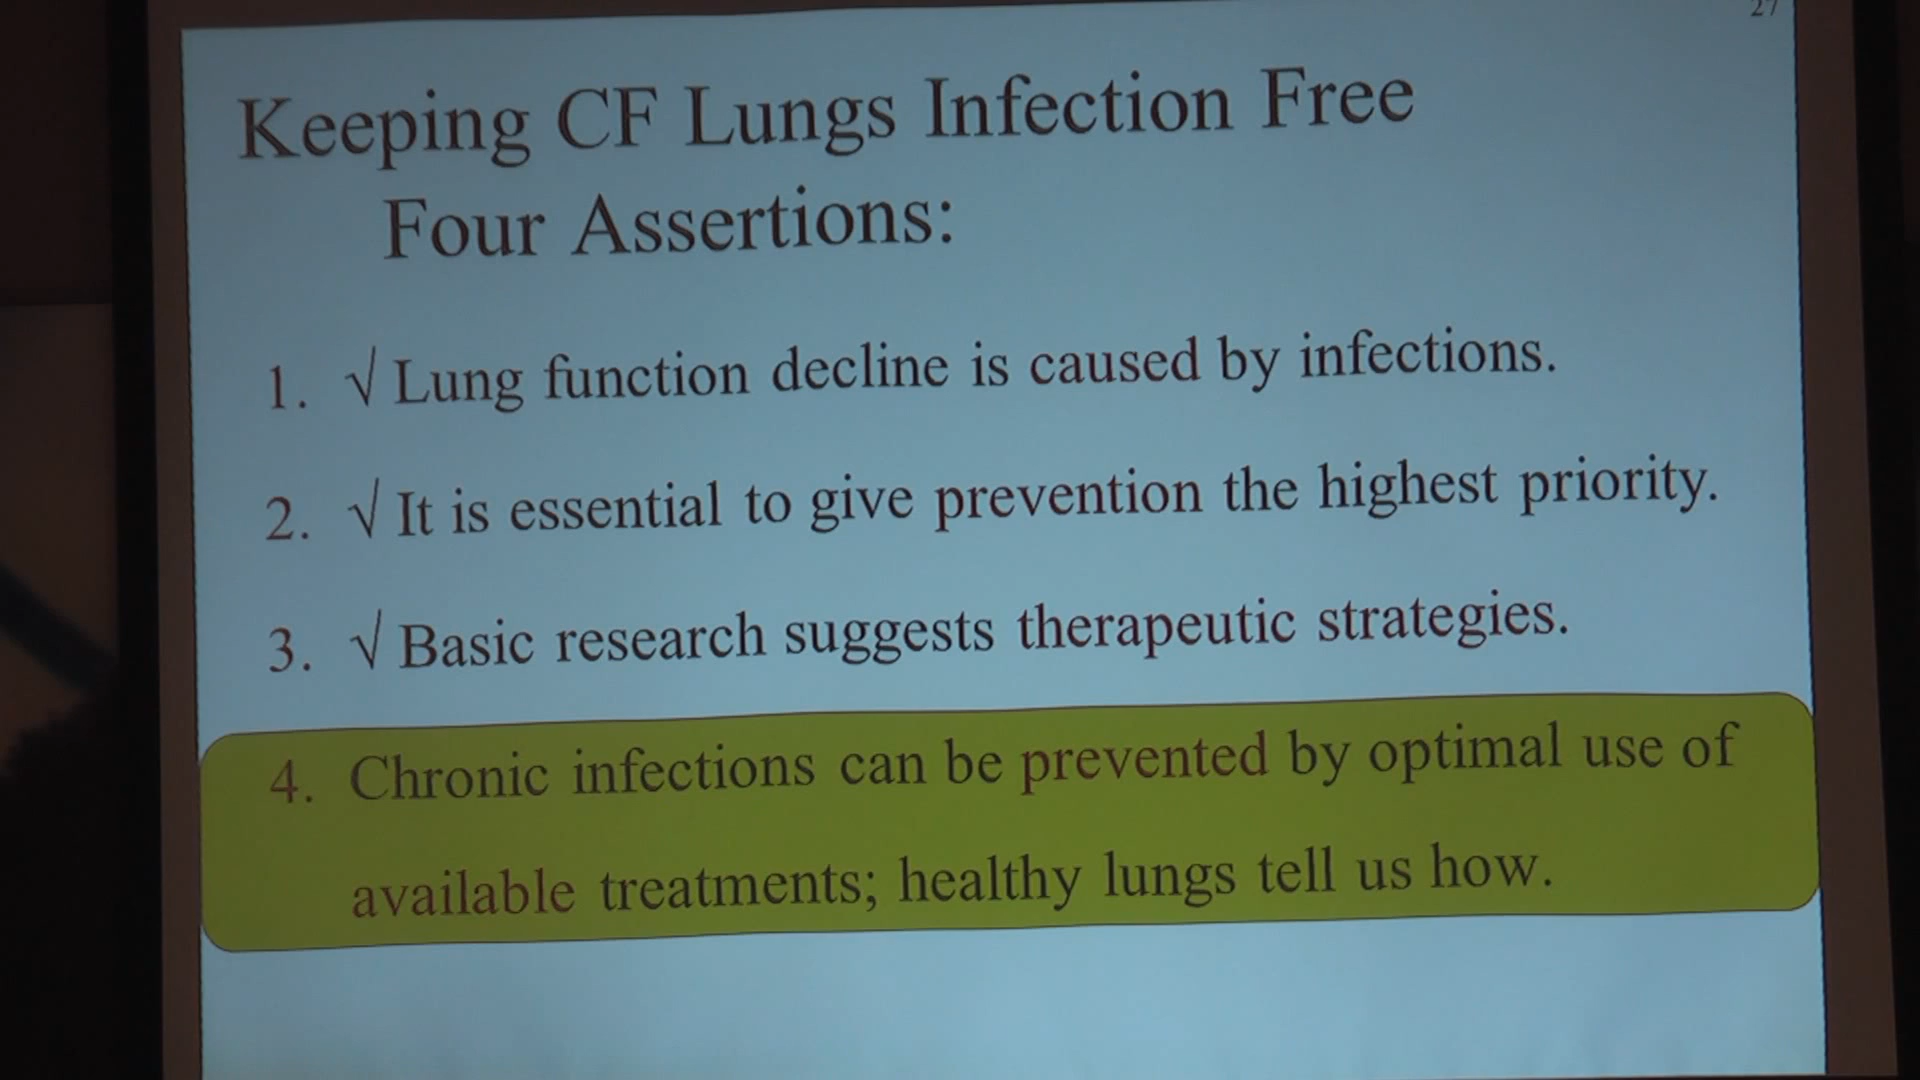 27
Keeping CF Lungs Infection Free
Four Assertions:
1. √ Lung function decline is caused by infections.
2. √ It is essential to give prevention the highest priority.
3. √ Basic research suggests therapeutic strategies.
4. Chronic infections can be prevented by optimal use of
available treatments; healthy lungs tell us how.